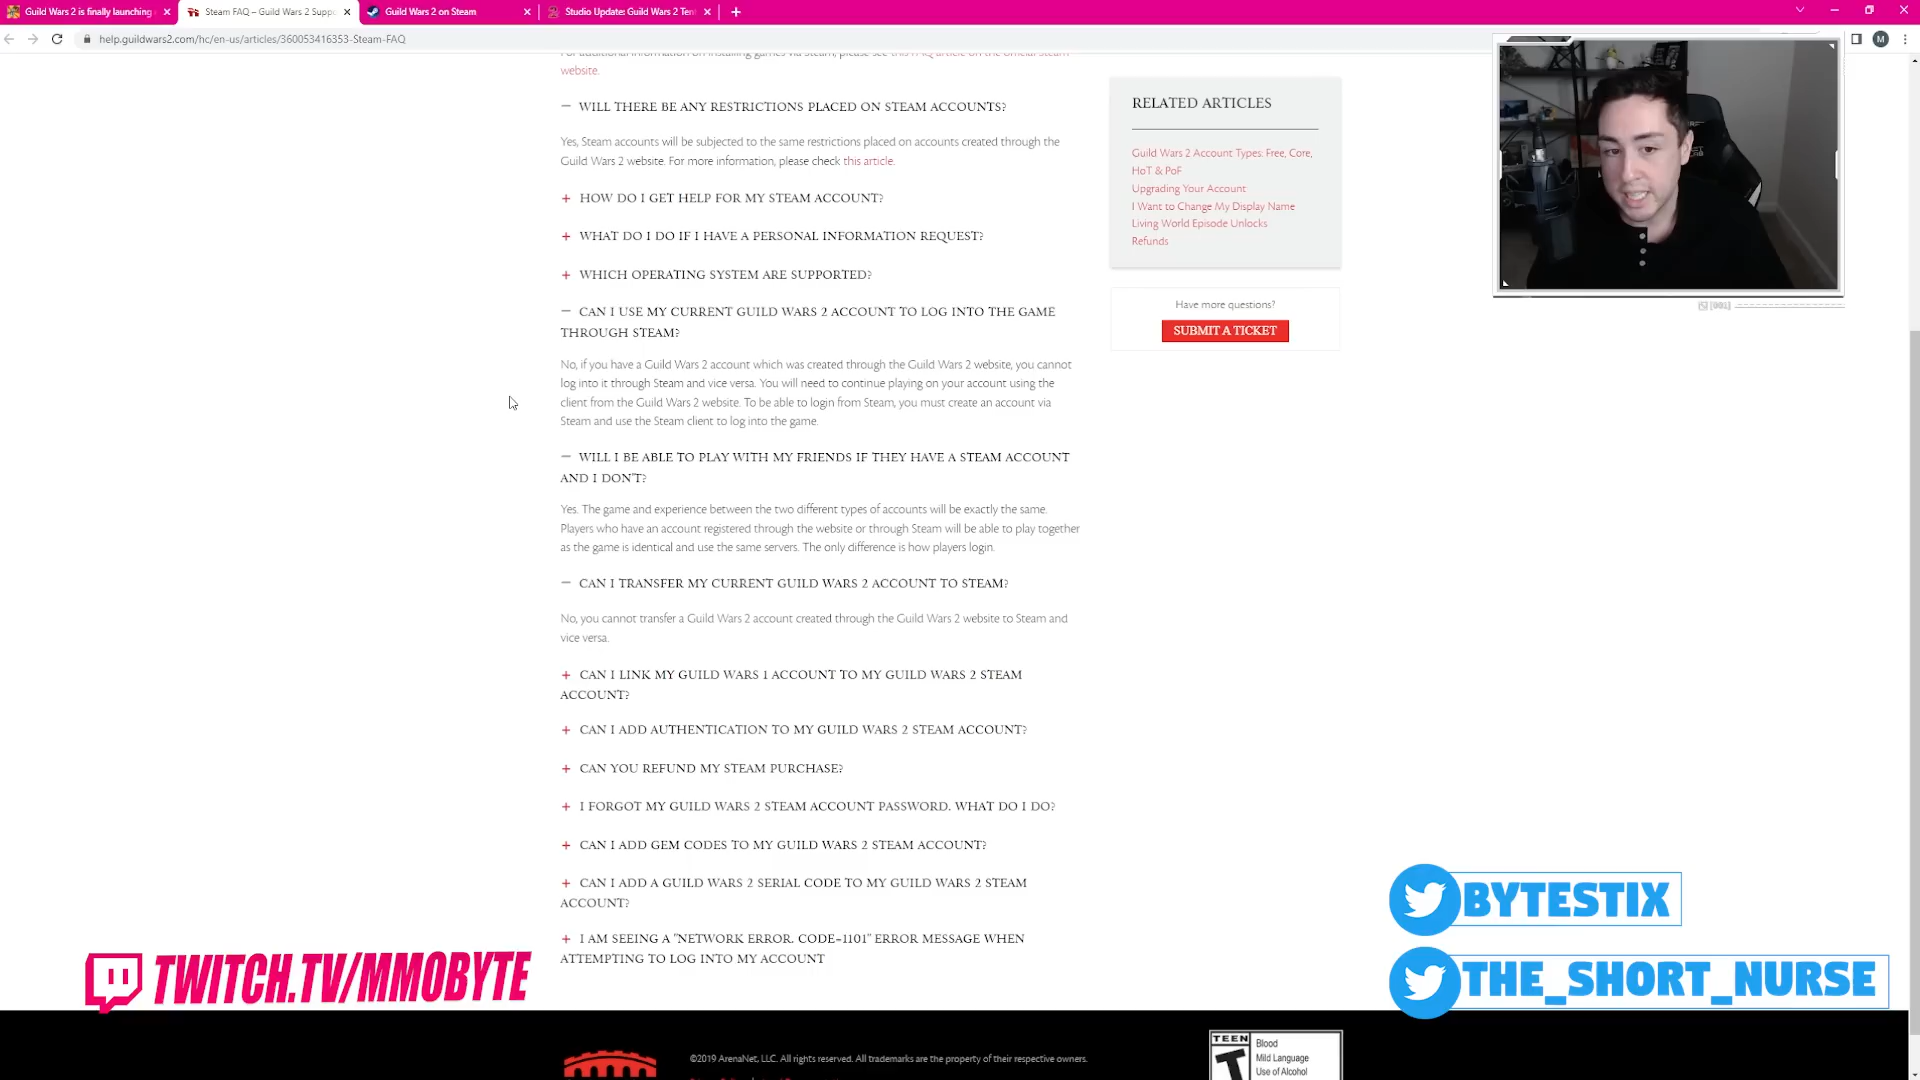 Guild Wars 2 is finally launching
Steam FAQ – Guild Wars 2 Suppo
Guild Wars 2 on Steam
Studio Update: Guild Wars 2 Ten
help.guildwars2.com/hc/en-us/articles/360053416353-Steam-FAQ
M
For additional information on installing games via Steam, please see this FAQ article on the official Steam
website.
— WILL THERE BE ANY RESTRICTIONS PLACED ON STEAM ACCOUNTS?
Yes, Steam accounts will be subjected to the same restrictions placed on accounts created through the
Guild Wars 2 website. For more information, please check this article.
+ HOW DO I GET HELP FOR MY STEAM ACCOUNT?
+ WHAT DO I DO IF I HAVE A PERSONAL INFORMATION REQUEST?
+ WHICH OPERATING SYSTEM ARE SUPPORTED?
— CAN I USE MY CURRENT GUILD WARS 2 ACCOUNT TO LOG INTO THE GAME
THROUGH STEAM?
No, if you have a Guild Wars 2 account which was created through the Guild Wars 2 website, you cannot
log into it through Steam and vice versa. You will need to continue playing on your account using the
client from the Guild Wars 2 website. To be able to login from Steam, you must create an account via
Steam and use the Steam client to log into the game.
— WILL I BE ABLE TO PLAY WITH MY FRIENDS IF THEY HAVE A STEAM ACCOUNT
AND I DON'T?
Yes. The game and experience between the two different types of accounts will be exactly the same.
Players who have an account registered through the website or through Steam will be able to play together
as the game is identical and use the same servers. The only difference is how players login.
— CAN I TRANSFER MY CURRENT GUILD WARS 2 ACCOUNT TO STEAM?
No, you cannot transfer a Guild Wars 2 account created through the Guild Wars 2 website to Steam and
vice versa.
+ CAN I LINK MY GUILD WARS 1 ACCOUNT TO MY GUILD WARS 2 STEAM
ACCOUNT?
+ CAN I ADD AUTHENTICATION TO MY GUILD WARS 2 STEAM ACCOUNT?
+ CAN YOU REFUND MY STEAM PURCHASE?
+ I FORGOT MY GUILD WARS 2 STEAM ACCOUNT PASSWORD. WHAT DO I DO?
+ CAN I ADD GEM CODES TO MY GUILD WARS 2 STEAM ACCOUNT?
+ CAN I ADD A GUILD WARS 2 SERIAL CODE TO MY GUILD WARS 2 STEAM
ACCOUNT?
+ I AM SEEING A "NETWORK ERROR. CODE=1101" ERROR MESSAGE WHEN
ATTEMPTING TO LOG INTO MY ACCOUNT
RELATED ARTICLES
Guild Wars 2 Account Types: Free, Core,
HoT & PoF
Upgrading Your Account
I Want to Change My Display Name
Living World Episode Unlocks
Refunds
Have more questions?
SUBMIT A TICKET
[001]
TWITCH.TV/MMOBYTE
BYTESTIX
THE_SHORT_NURSE
©2019 ArenaNet, LLC. All rights reserved. All trademarks are the property of their respective owners.
TEEN
T
Blood
Mild Language
Use of Alcohol